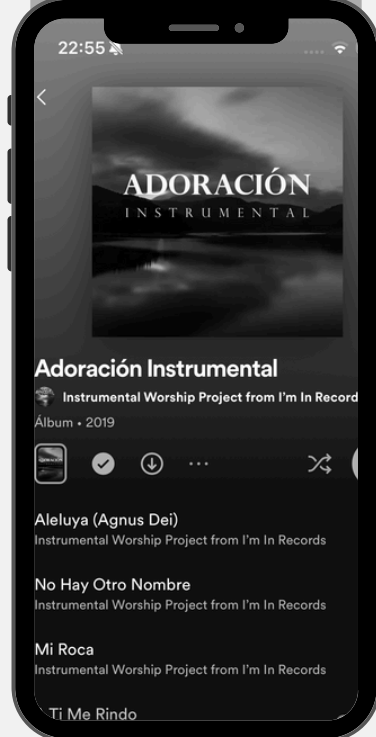 22:55
ADORACIÓN
INSTRUMENTAL
Adoración Instrumental
Instrumental Worship Project from I'm In Record
Álbum • 2019
Aleluya (Agnus Dei)
Instrumental Worship Project from I'm In Records
No Hay Otro Nombre
Instrumental Worship Project from I'm In Records
Mi Roca
Instrumental Worship Project from I'm In Records
Ti Me Rindo